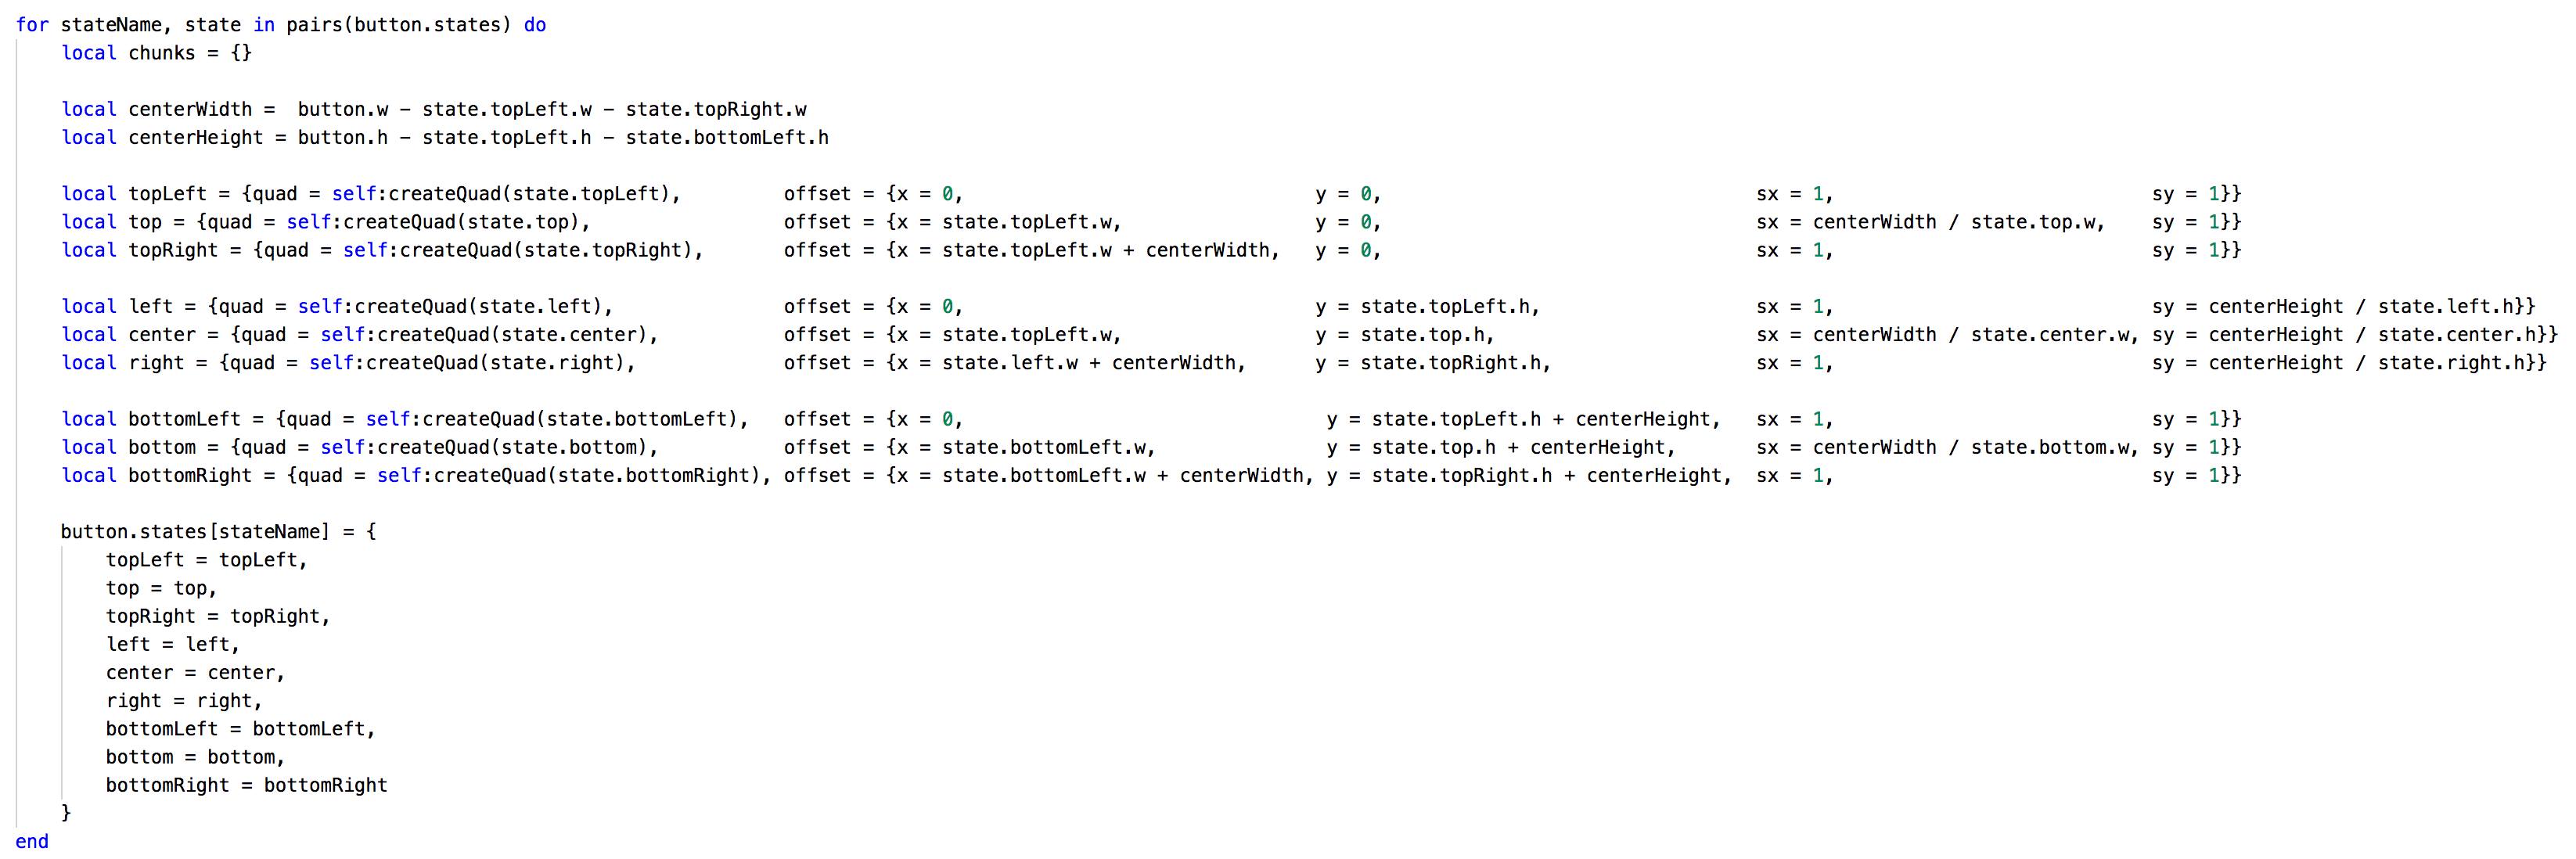 for stateName, state in pairs(button.states) do
    local chunks = {}

    local centerWidth =  button.w - state.topLeft.w - state.topRight.w
    local centerHeight = button.h - state.topLeft.h - state.bottomLeft.h

    local topLeft = {quad = self:createQuad(state.topLeft),         offset = {x = 0,                               y = 0,                                 sx = 1,                            sy = 1}}
    local top = {quad = self:createQuad(state.top),                 offset = {x = state.topLeft.w,                 y = 0,                                 sx = centerWidth / state.top.w,    sy = 1}}
    local topRight = {quad = self:createQuad(state.topRight),       offset = {x = state.topLeft.w + centerWidth,   y = 0,                                 sx = 1,                            sy = 1}}

    local left = {quad = self:createQuad(state.left),               offset = {x = 0,                               y = state.topLeft.h,                   sx = 1,                            sy = centerHeight / state.left.h}}
    local center = {quad = self:createQuad(state.center),           offset = {x = state.topLeft.w,                 y = state.top.h,                       sx = centerWidth / state.center.w, sy = centerHeight / state.center.h}}
    local right = {quad = self:createQuad(state.right),             offset = {x = state.left.w + centerWidth,      y = state.topRight.h,                  sx = 1,                            sy = centerHeight / state.right.h}}

    local bottomLeft = {quad = self:createQuad(state.bottomLeft),   offset = {x = 0,                                y = state.topLeft.h + centerHeight,   sx = 1,                            sy = 1}}
    local bottom = {quad = self:createQuad(state.bottom),           offset = {x = state.bottomLeft.w,               y = state.top.h + centerHeight,       sx = centerWidth / state.bottom.w, sy = 1}}
    local bottomRight = {quad = self:createQuad(state.bottomRight), offset = {x = state.bottomLeft.w + centerWidth, y = state.topRight.h + centerHeight,  sx = 1,                            sy = 1}}

    button.states[stateName] = {
        topLeft = topLeft,
        top = top,
        topRight = topRight,
        left = left,
        center = center,
        right = right,
        bottomLeft = bottomLeft,
        bottom = bottom,
        bottomRight = bottomRight
    }
end